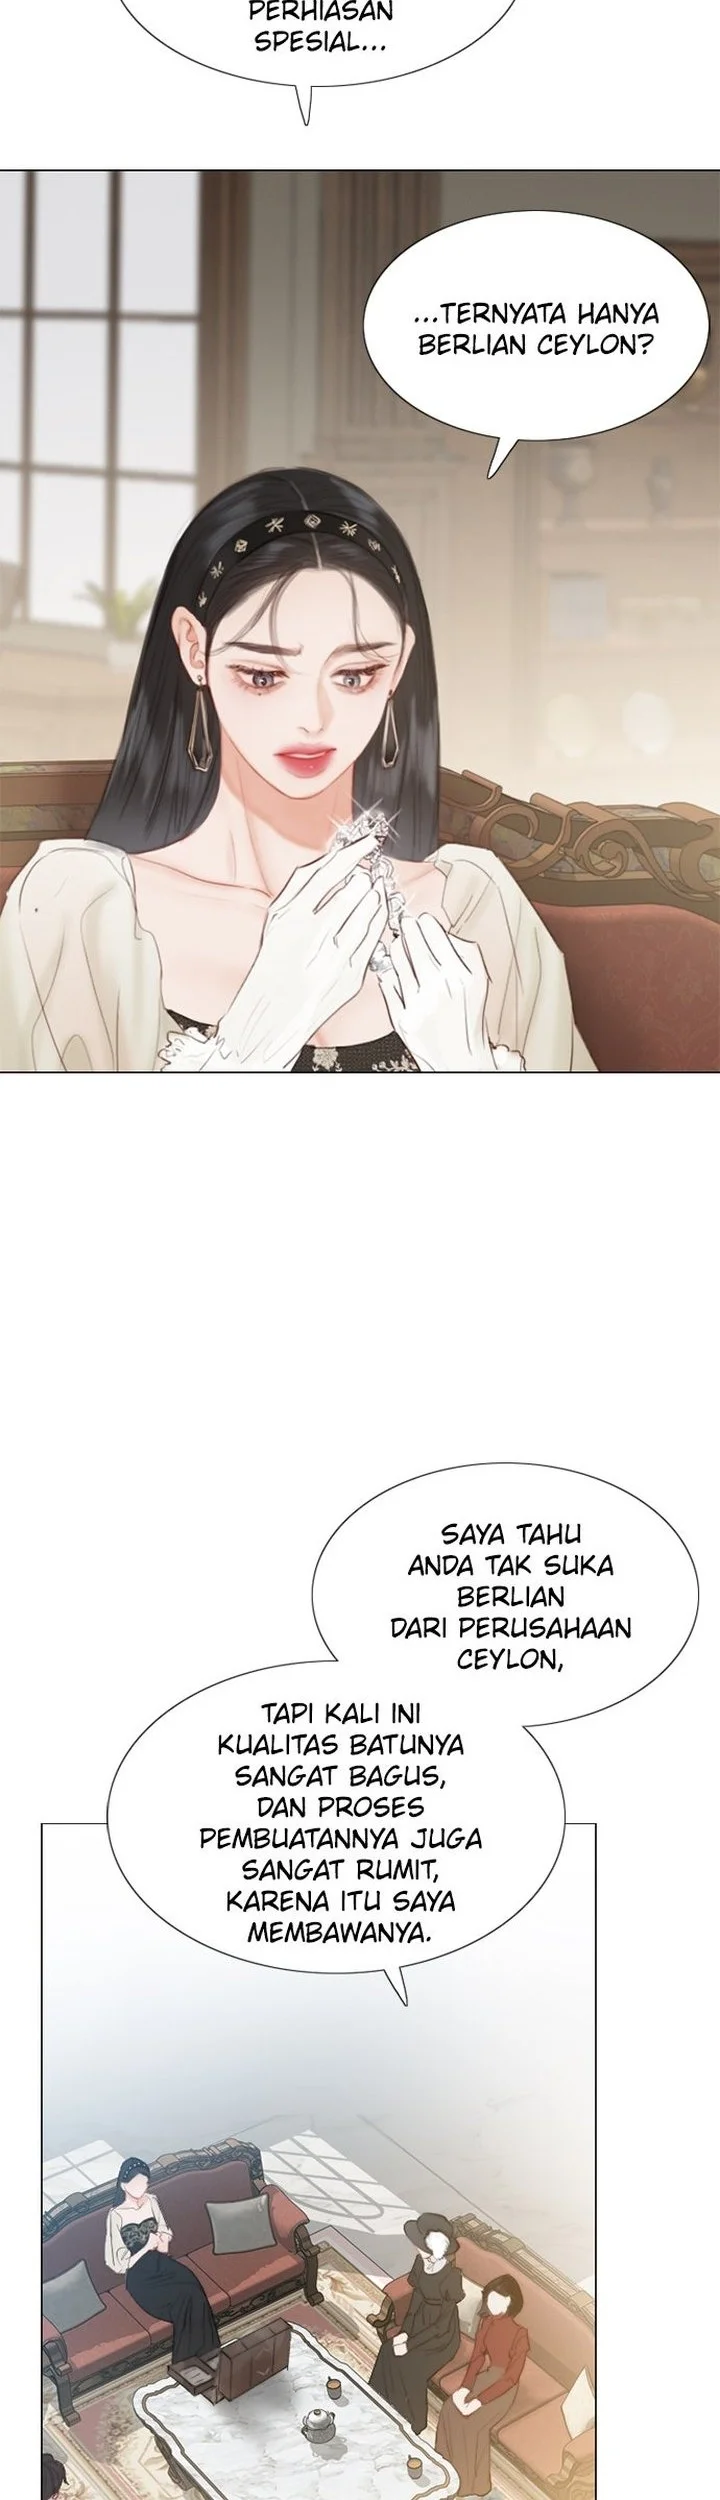 PERHIASAN
SPESIAL...
...TERNYATA HANYA
BERLIAN CEYLON?
SAYA TAHU
ANDA TAK SUKA
BERLIAN
DARI PERUSAHAAN
CEYLON,
TAPI KALI INI
KUALITAS BATUNYA
SANGAT BAGUS,
DAN PROSES
PEMBUATANNYA JUGA
SANGAT RUMIT,
KARENA ITU SAYA
MEMBAWANYA.